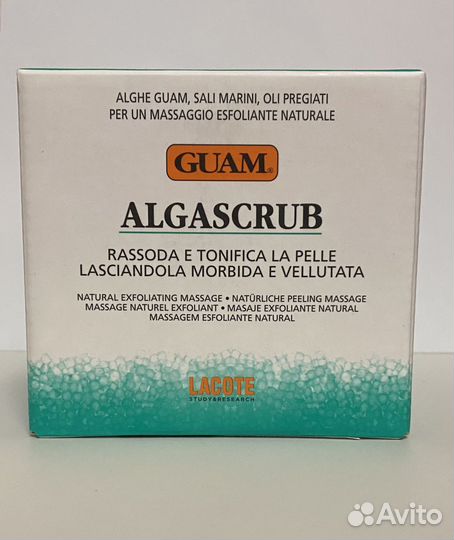 ALGHE GUAM, SALI MARINI, OLI PREGIATI
PER UN MASSAGGIO ESFOLIANTE NATURALE
GUAM®
ALGASCRUB
RASSODA E TONIFICA LA PELLE
LASCIANDOLA MORBIDA E VELLUTATA
NATURAL EXFOLIATING MASSAGE • NATÜRLICHE PEELING MASSAGE
MASSAGE NATUREL EXFOLIANT • MASAJE EXFOLIANTE NATURAL
MASSAGEM ESFOLIANTE NATURAL
LACOTE
STUDY&RESEARCH
Avito